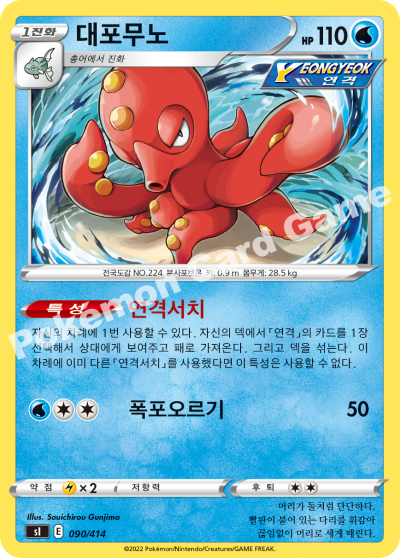 1진화 대포무노 HP 110
총어에서 진화
YEONGYEOK
연격
전국도감 NO.224 분사포켓몬 키: 0.9 m 몸무게: 28.5 kg
특성 연격서치
자신의 차례에 1번 사용할 수 있다. 자신의 덱에서 「연격」의 카드를 1장
선택해서 상대에게 보여주고 패로 가져온다. 그리고 덱을 섞는다. 이
차례에 이미 다른 「연격서치」를 사용했다면 이 특성은 사용할 수 없다.
폭포오르기 50
약점 ×2 저항력 후퇴
Illus. Souichirou Gunjima
sI E 090/414
머리가 돌처럼 단단하다.
빨판이 붙어 있는 다리를 휘감아
꼼짝 없이 머리로 세게 때린다.
©2022 Pokémon/Nintendo/Creatures/GAME FREAK.
Pokémon Card Game